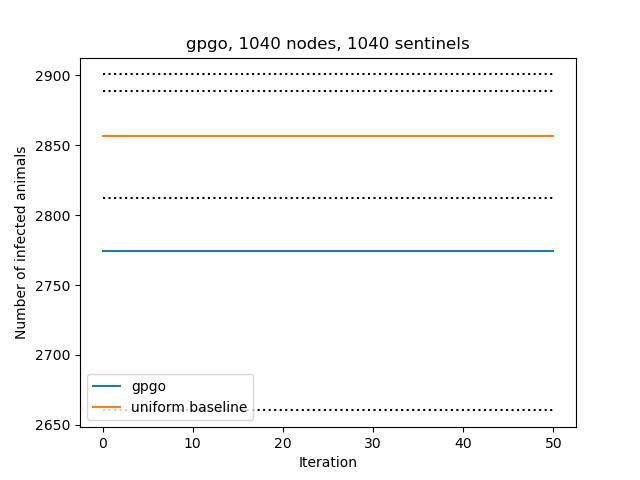 gpgo, 1040 nodes, 1040 sentinels
Number of infected animals
2900
2850
2800
2750
2700
2650
gpgo
uniform baseline
0 10 20 30 40 50
Iteration